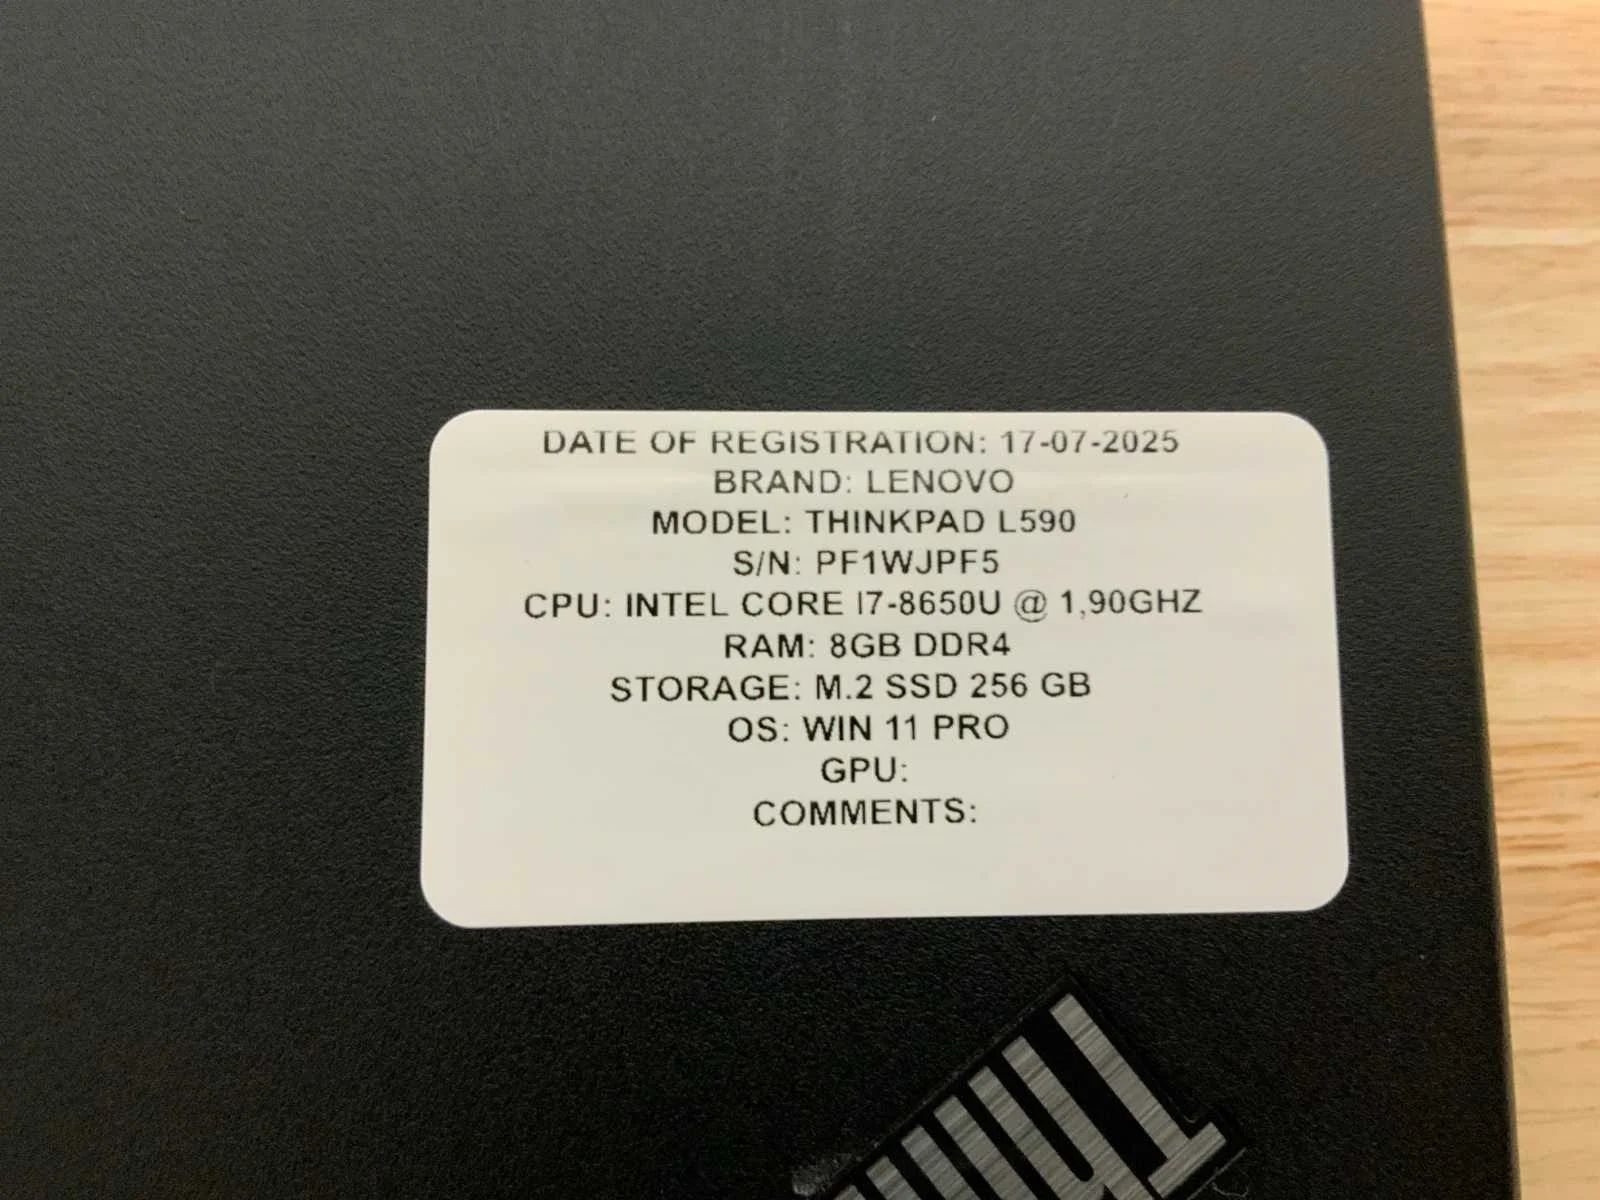 DATE OF REGISTRATION: 17-07-2025
BRAND: LENOVO
MODEL: THINKPAD L590
S/N: PF1WJPF5
CPU: INTEL CORE I7-8650U @ 1,90GHZ
RAM: 8GB DDR4
STORAGE: M.2 SSD 256 GB
OS: WIN 11 PRO
GPU:
COMMENTS:
Thin